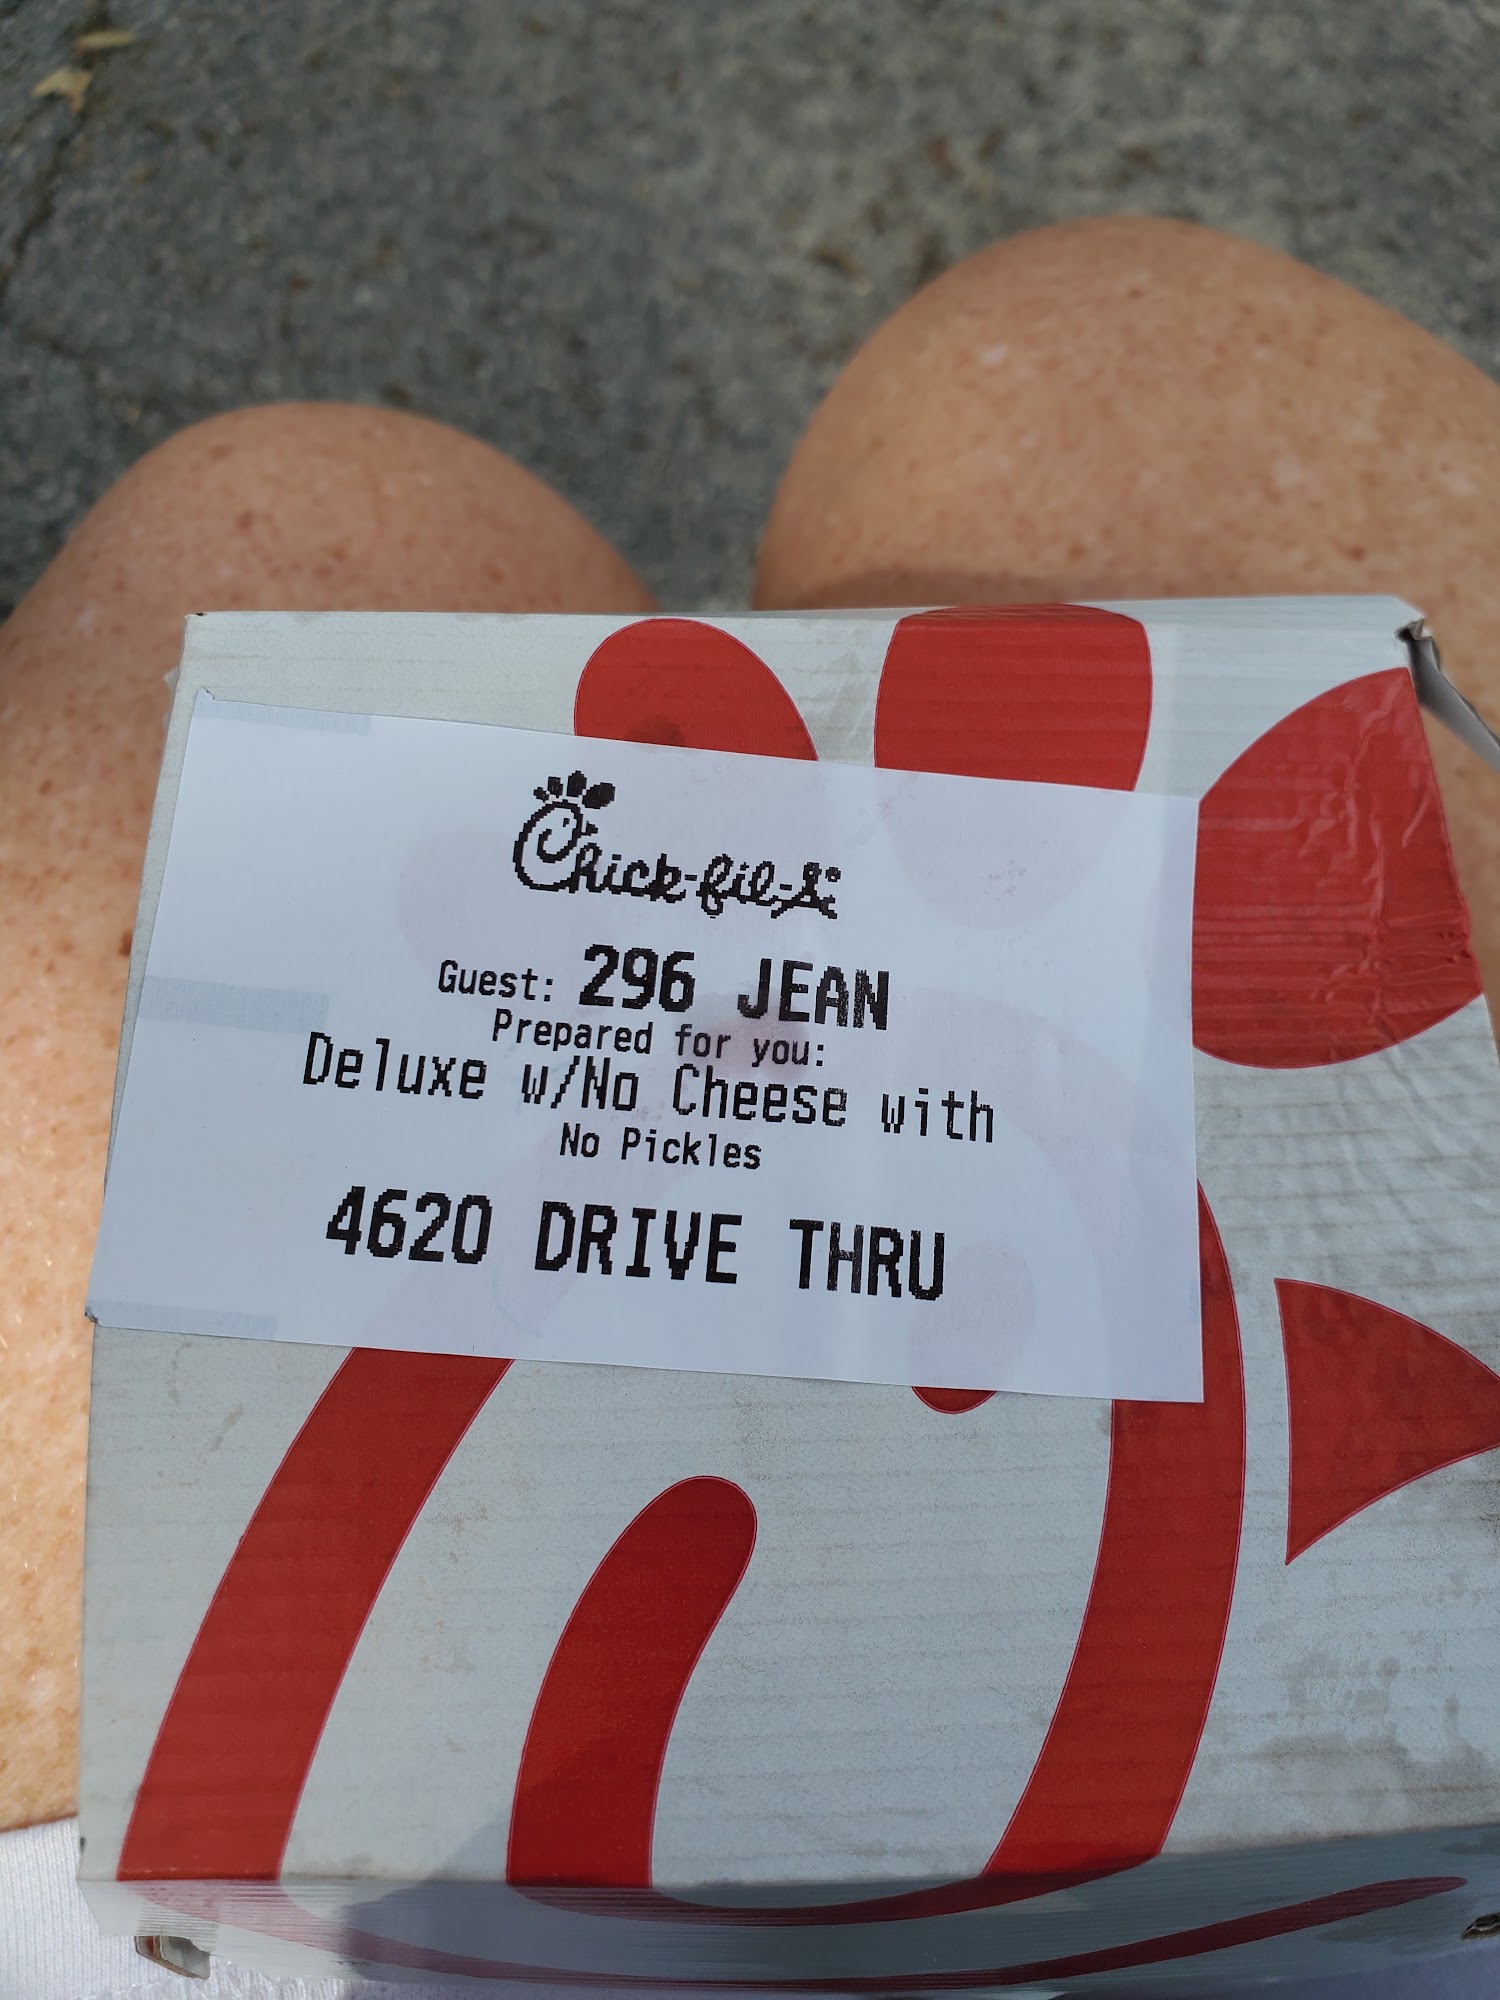 Chick-fil-A
Guest: 296 JEAN
Prepared for you:
Deluxe w/No Cheese with
No Pickles
4620 DRIVE THRU